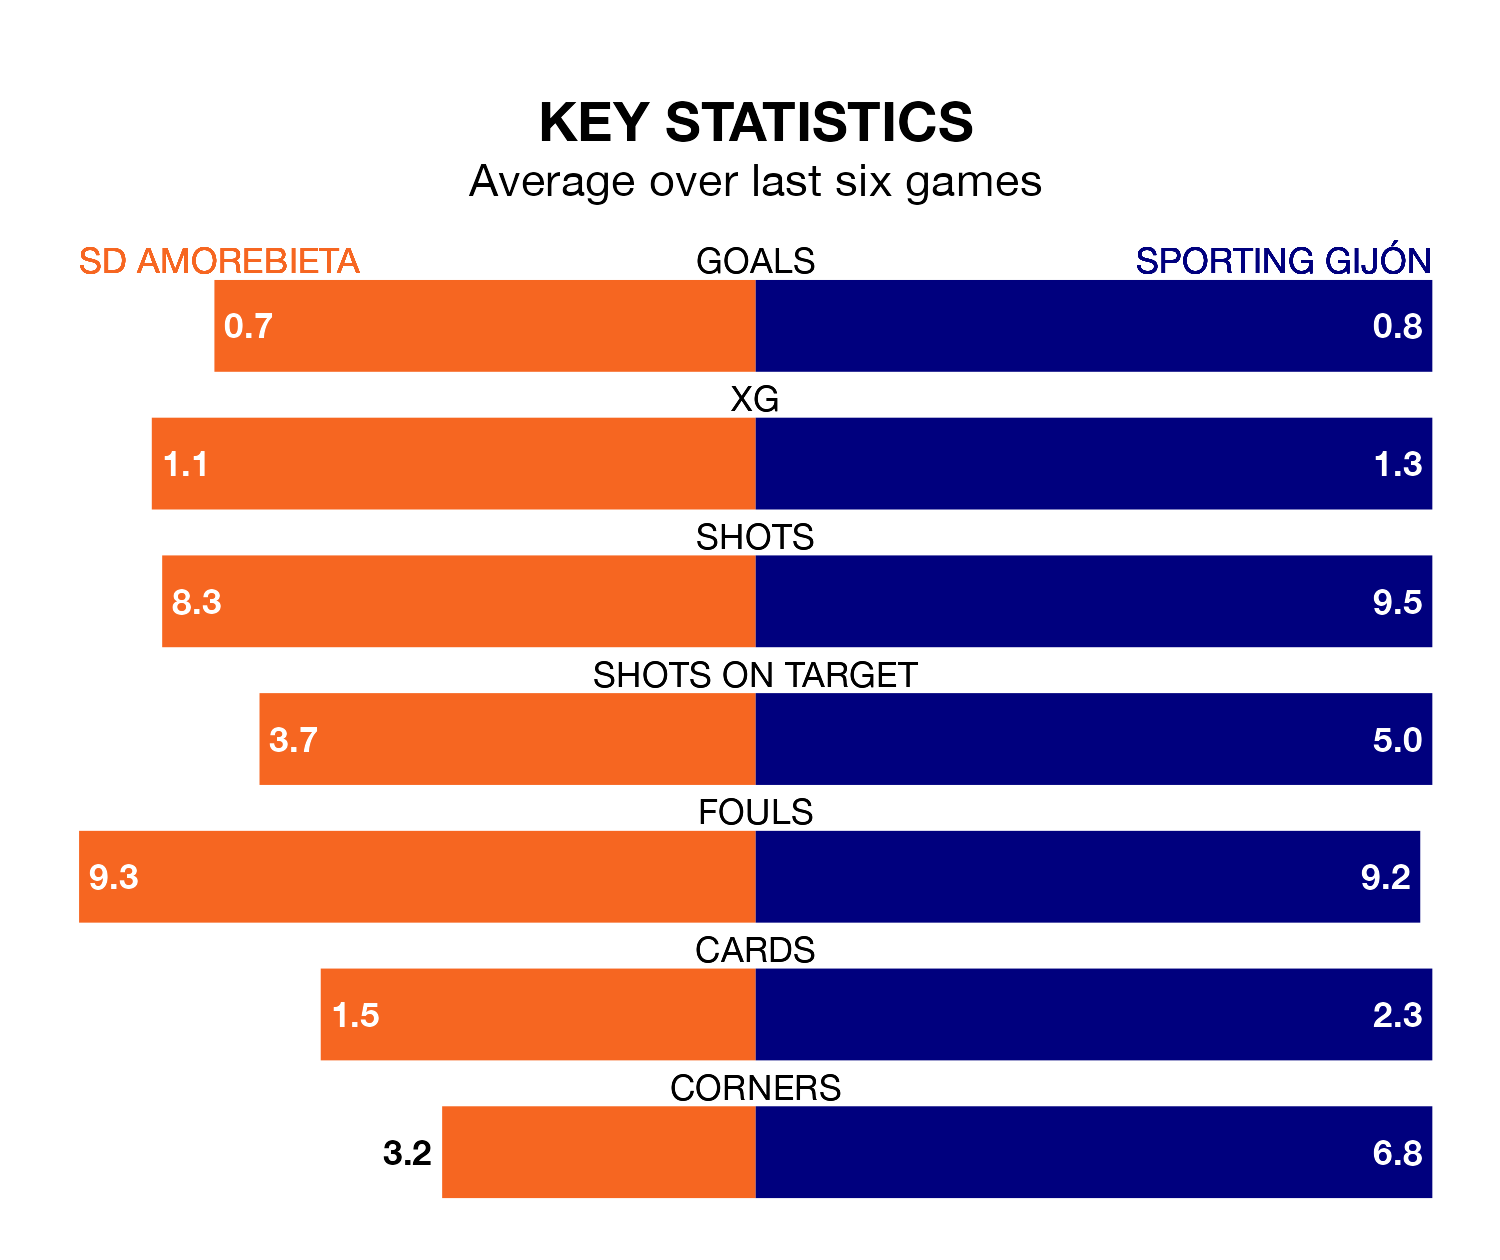 KEY STATISTICS
Average over last six games
SD AMOREBIETA GOALS SPORTING GIJÓN
0.7 0.8
XG
1.1 1.3
SHOTS
8.3 9.5
SHOTS ON TARGET
3.7 5.0
FOULS
9.3 9.2
CARDS
1.5 2.3
CORNERS
3.2 6.8